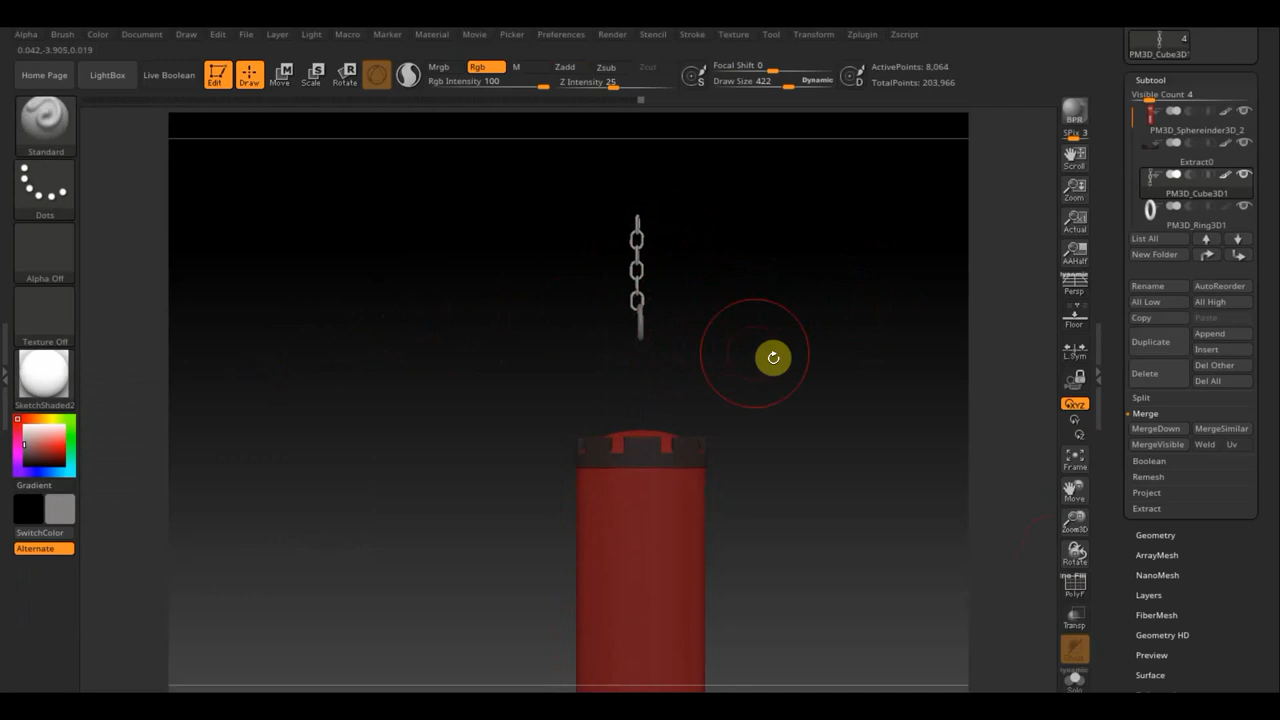 Alpha Brush Color Document Draw Edit File Layer Light Macro Marker Material Movie Picker Preferences Render Stencil Stroke Texture Tool Transform Zplugin Zscript
0.042,-3.905,0.019
Home Page LightBox Live Boolean Edit Draw Move Scale Rotate
Mrgb Rgb M Zadd Zsub Zcut
Rgb Intensity 100 Z Intensity 25
S
Focal Shift 0
Draw Size 422 Dynamic
D
ActivePoints: 8,064
TotalPoints: 203,966
Standard
Dots
Alpha Off
Texture Off
SketchShaded2
Gradient
SwitchColor
Alternate
BPR
SPix 3
Scroll
Zoom
Actual
AAHalf
Dynamic
Persp
Floor
L.Sym
XYZ
Y
Z
Frame
Move
Zoom3D
Rotate
PolyF
Transp
Ghost
Dynamic
Solo
4
PM3D_Cube3D1
Subtool
Visible Count 4
PM3D_Sphereinder3D_2
Extract0
PM3D_Cube3D1
PM3D_Ring3D1
List All
New Folder
Rename AutoReorder
All Low All High
Copy Paste
Duplicate Append
Insert
Delete Del Other
Del All
Split
Merge
MergeDown MergeSimilar
MergeVisible Weld Uv
Boolean
Remesh
Project
Extract
Geometry
ArrayMesh
NanoMesh
Layers
FiberMesh
Geometry HD
Preview
Surface